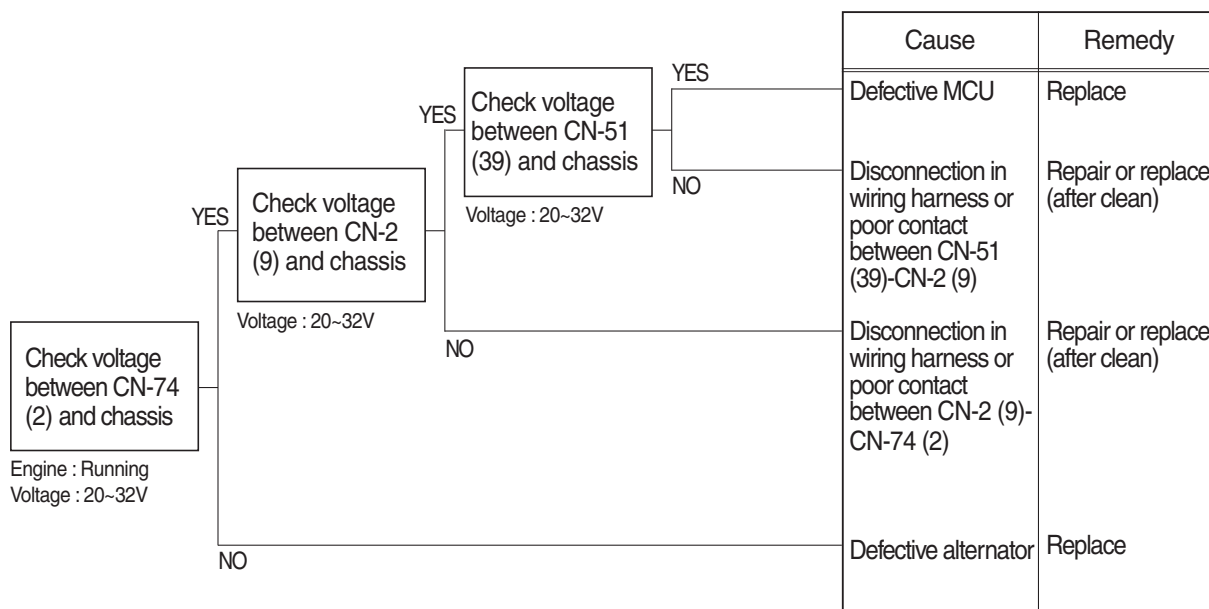 Cause
Remedy
YES
Defective MCU
Replace
YES
Check voltage
between CN-51
(39) and chassis
NO
Disconnection in
wiring harness or
poor contact
between CN-51
(39)-CN-2 (9)
Repair or replace
(after clean)
Voltage : 20~32V
YES
Check voltage
between CN-2
(9) and chassis
Voltage : 20~32V
NO
Disconnection in
wiring harness or
poor contact
between CN-2 (9)-
CN-74 (2)
Repair or replace
(after clean)
Check voltage
between CN-74
(2) and chassis
Engine : Running
Voltage : 20~32V
NO
Defective alternator
Replace